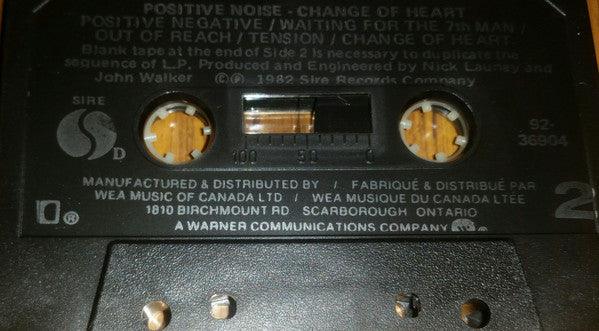 POSITIVE NOISE - CHANGE OF HEART
POSITIVE NEGATIVE / WAITING FOR THE 7th MAN /
OUT OF REACH / TENSION / CHANGE OF HEART
Blank tape at the end of Side 2 is necessary to duplicate the
sequence of L.P. Produced and Engineered by Nick Launey and
John Walker © ℗ 1982 Sire Records Company
SIRE
D
92-
36904
100 50 0
MANUFACTURED & DISTRIBUTED BY / FABRIQUÉ & DISTRIBUÉ PAR
WEA MUSIC OF CANADA LTD / WEA MUSIQUE DU CANADA LTÉE
1810 BIRCHMOUNT RD SCARBOROUGH ONTARIO
A WARNER COMMUNICATIONS COMPANY
®
2